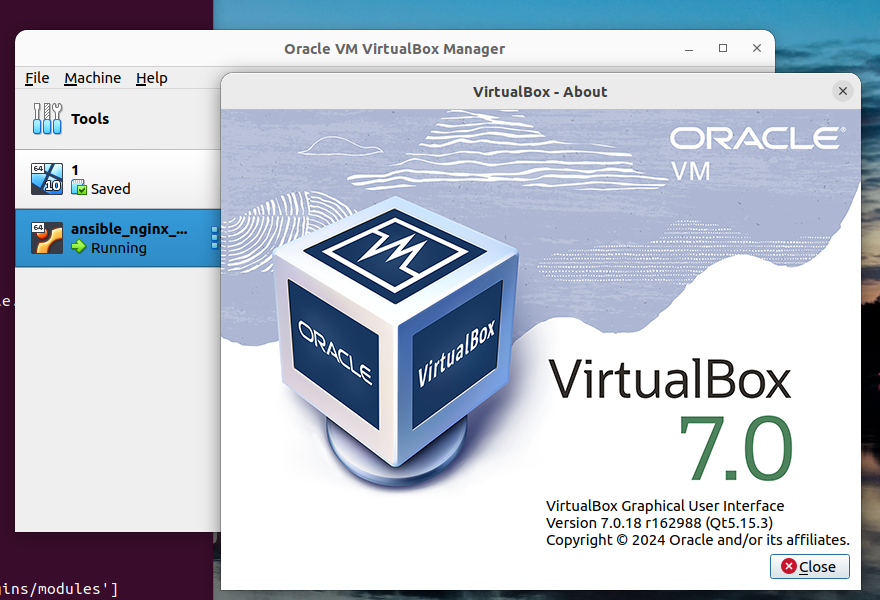 Oracle VM VirtualBox Manager
File Machine Help
Tools
64
10
1
Saved
64
ansible_nginx_...
Running
VirtualBox - About
ORACLE®
VM
ORACLE
VirtualBox
VirtualBox
7.0
VirtualBox Graphical User Interface
Version 7.0.18 r162988 (Qt5.15.3)
Copyright © 2024 Oracle and/or its affiliates.
Close
gins/modules']